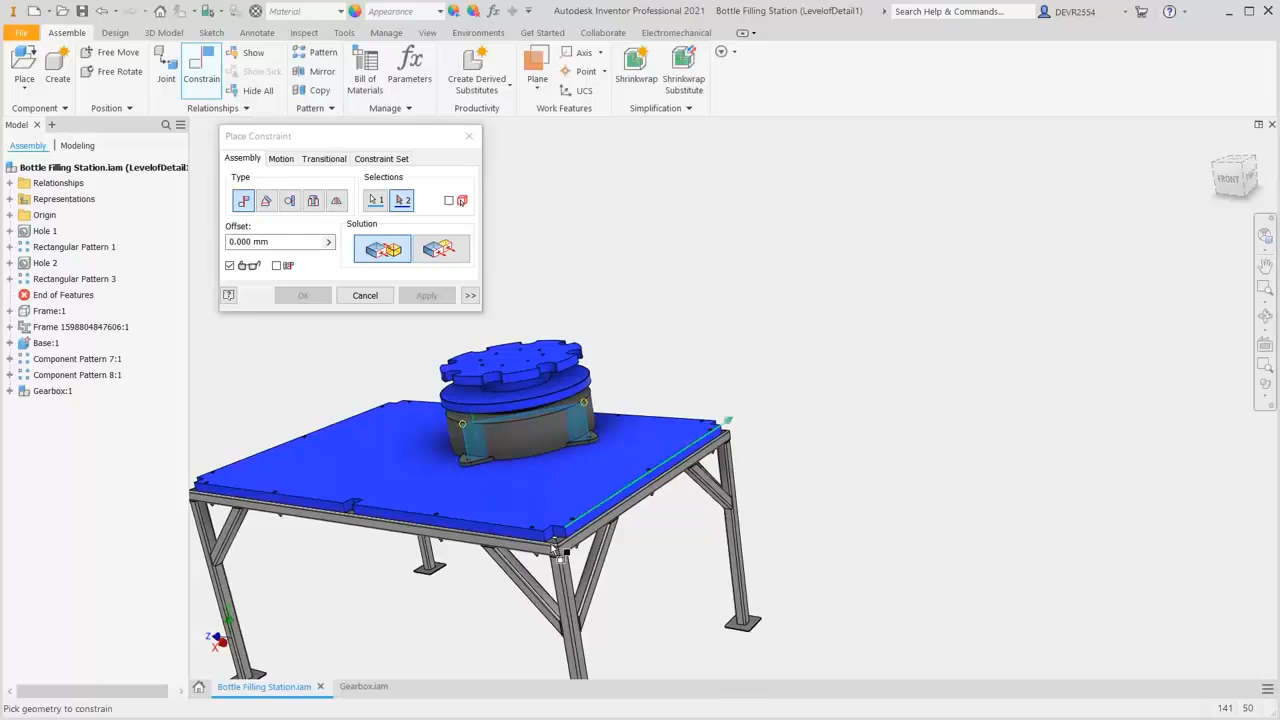 Material
Appearance
Autodesk Inventor Professional 2021
Bottle Filling Station (LevelofDetail1)
Search Help & Commands...
DEVR2554
File
Assembly
Design
3D Model
Sketch
Annotate
Inspect
Tools
Manage
View
Environments
Get Started
Collaborate
Electromechanical
Place
Create
Free Move
Free Rotate
Joint
Constrain
Show
Show Sick
Hide All
Pattern
Mirror
Copy
Bill of
Materials
fx
Parameters
Create Derived
Substitutes
Plane
Axis
Point
UCS
Shrinkwrap
Shrinkwrap
Substitute
Component
Position
Relationships
Pattern
Manage
Productivity
Work Features
Simplification
Model
Assembly
Modeling
Bottle Filling Station.iam (LevelofDetail
Relationships
Representations
Origin
Hole 1
Rectangular Pattern 1
Hole 2
Rectangular Pattern 3
End of Features
Frame:1
Frame 1598804847606:1
Base:1
Component Pattern 7:1
Component Pattern 8:1
Gearbox:1
Place Constraint
Assembly
Motion
Transitional
Constraint Set
Type
Selections
1
2
Offset:
0.000 mm
Solution
OK
Cancel
Apply
>>
FRONT
Z
X
Bottle Filling Station.iam
Gearbox.iam
Pick geometry to constrain
141
50